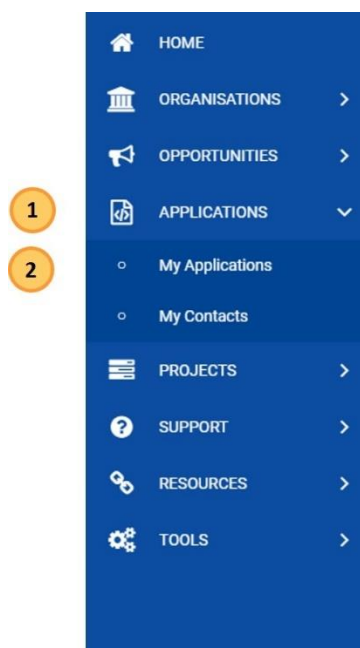 HOME
ORGANISATIONS
OPPORTUNITIES
1 APPLICATIONS
2 My Applications
My Contacts
PROJECTS
SUPPORT
RESOURCES
TOOLS